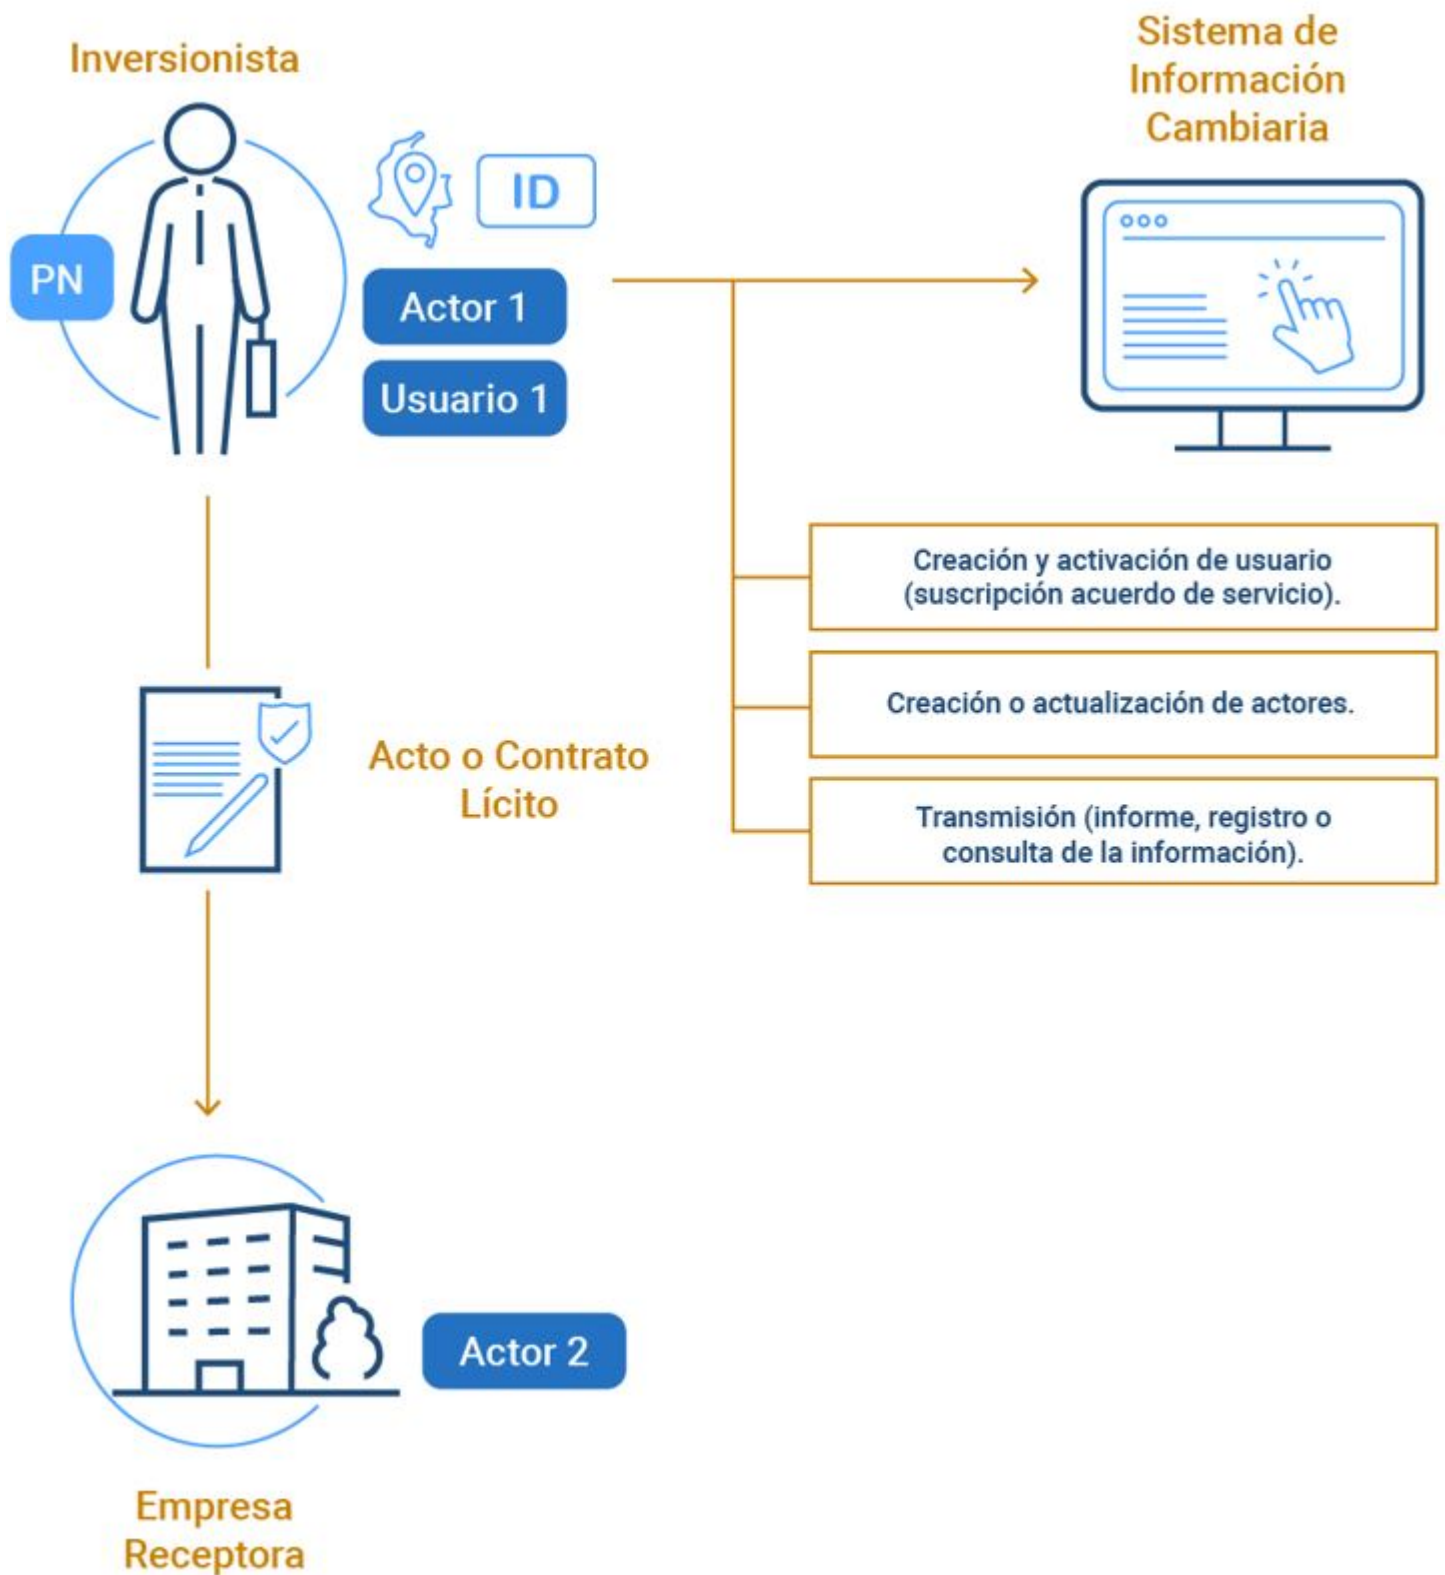 Inversionista
PN
ID
Actor 1
Usuario 1
Sistema de
Información
Cambiaria
Creación y activación de usuario
(suscripción acuerdo de servicio).
Creación o actualización de actores.
Transmisión (informe, registro o
consulta de la información).
Acto o Contrato
Lícito
Actor 2
Empresa
Receptora